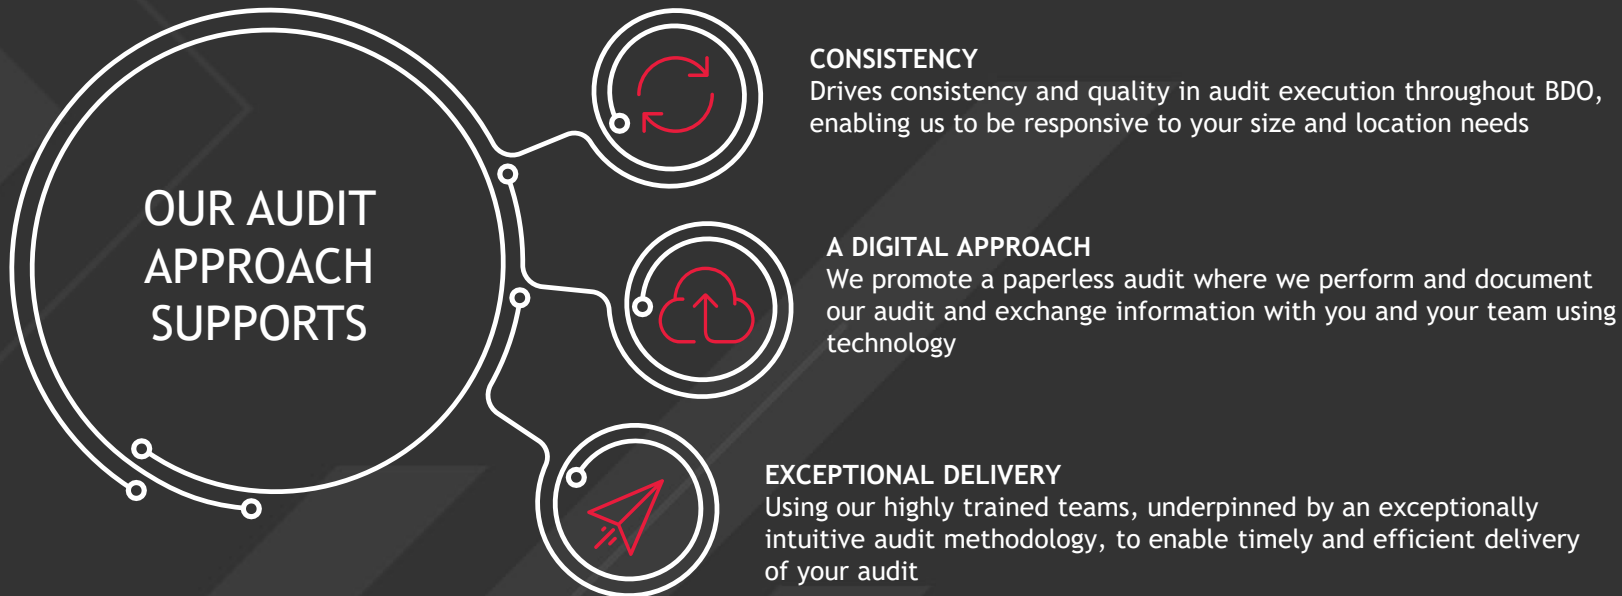 OUR AUDIT
APPROACH
SUPPORTS
CONSISTENCY
Drives consistency and quality in audit execution throughout BDO,
enabling us to be responsive to your size and location needs
A DIGITAL APPROACH
We promote a paperless audit where we perform and document
our audit and exchange information with you and your team using
technology
EXCEPTIONAL DELIVERY
Using our highly trained teams, underpinned by an exceptionally
intuitive audit methodology, to enable timely and efficient delivery
of your audit